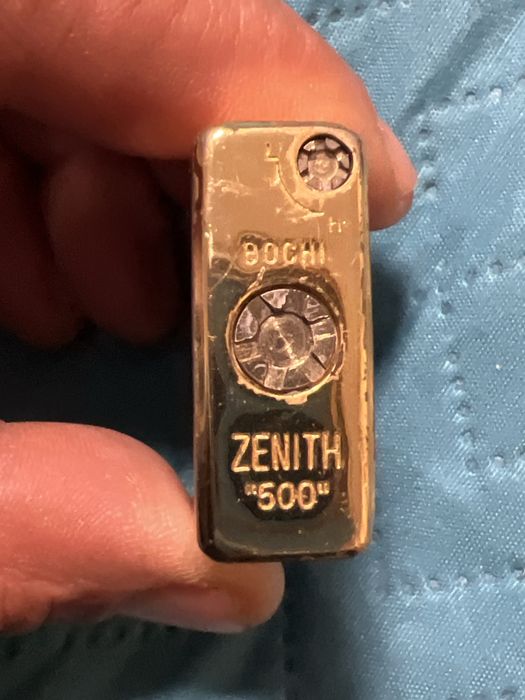 L
H
BOCHI
ZENITH
"500"